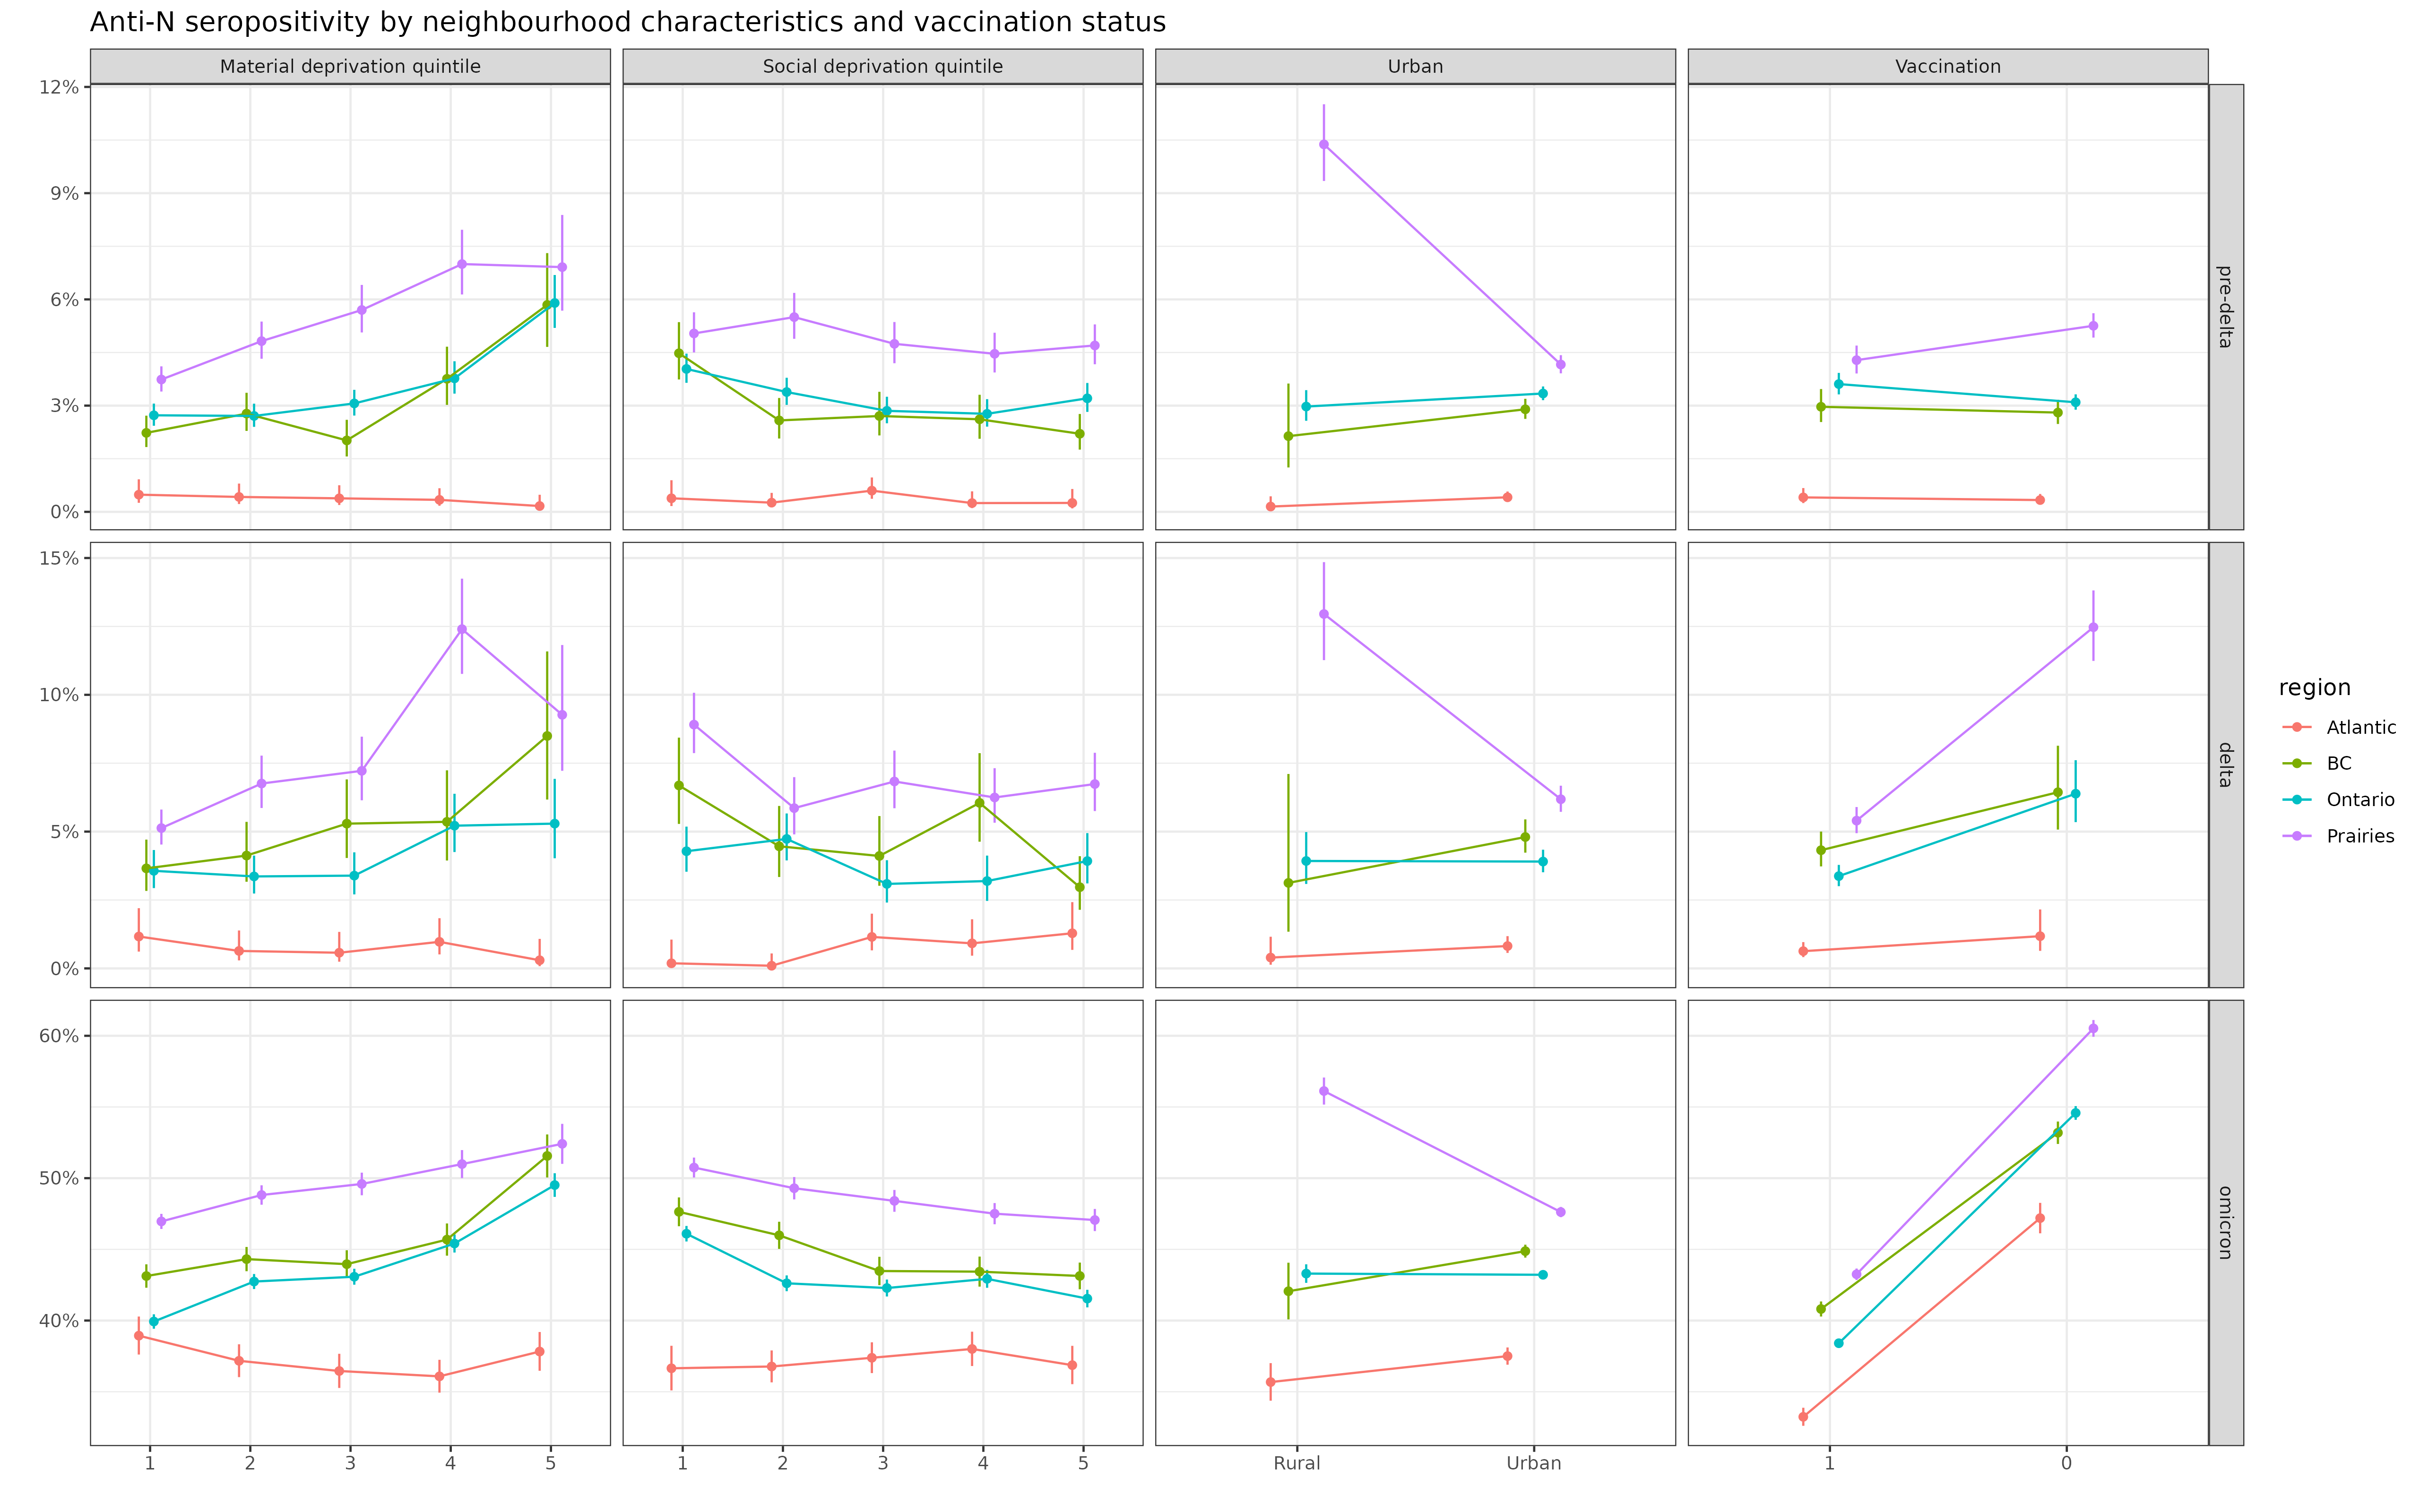 Anti-N seropositivity by neighbourhood characteristics and vaccination status
Material deprivation quintile
Social deprivation quintile
Urban
Vaccination
12%
9%
6%
3%
0%
pre-delta
15%
10%
5%
0%
delta
60%
50%
40%
omicron
1 2 3 4 5
1 2 3 4 5
Rural Urban
1 0
region
Atlantic
BC
Ontario
Prairies